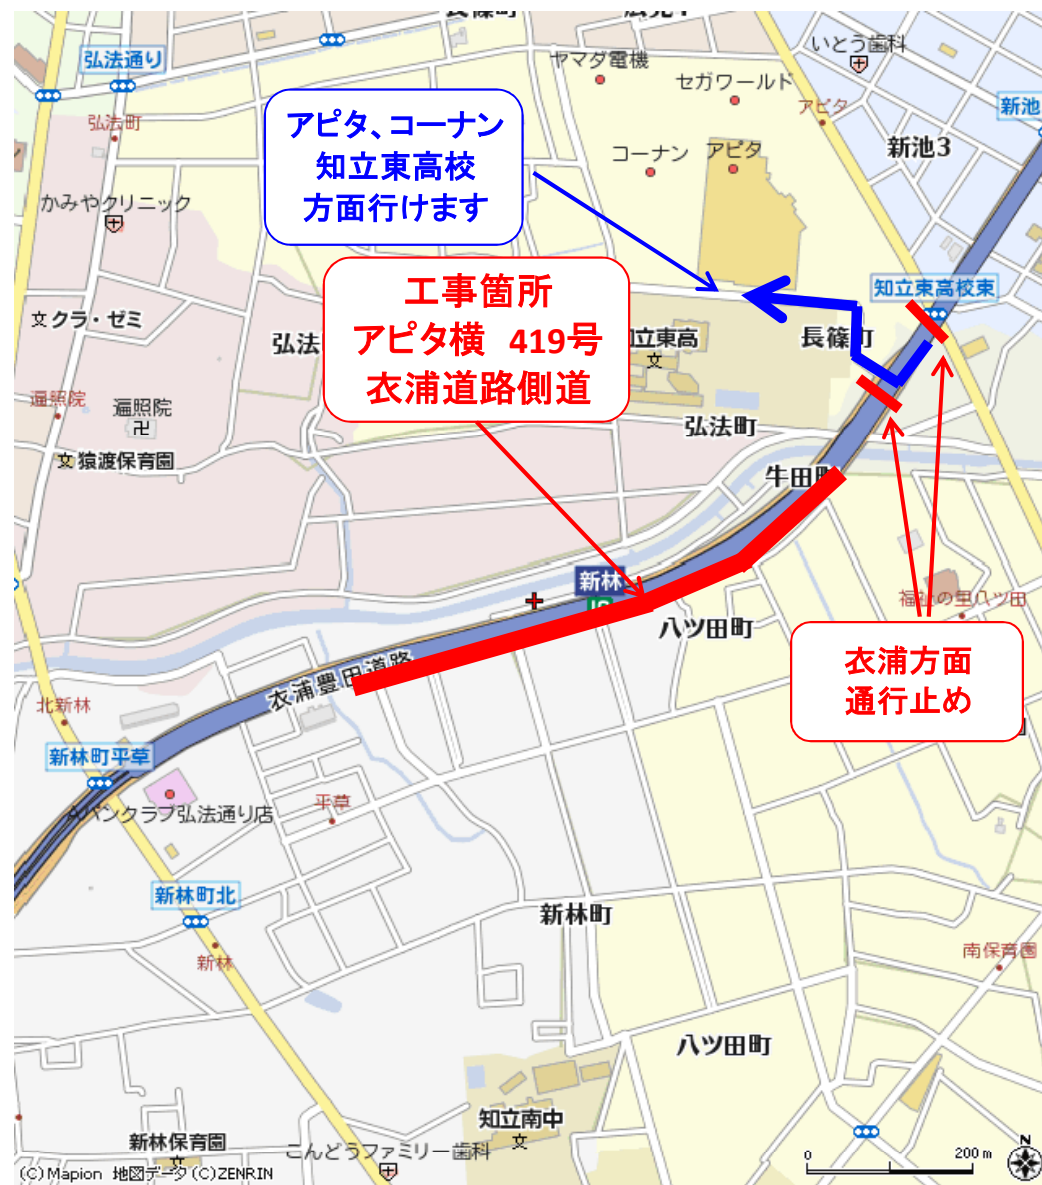 弘法通り
いとう歯科
ヤマダ電機
セガワールド
アピタ
新池
弘法町
アピタ、コーナン
知立東高校
方面行けます
コーナン
アピタ
新池3
かみやクリニック
工事箇所
アピタ横 419号
衣浦道路側道
知立東高校東
クラ・ゼミ
弘法
立東高
長篠町
遍照院
遍照院
弘法町
猿渡保育園
牛田町
新林
福祉の里八ツ田
八ツ田町
衣浦方面
通行止め
衣浦豊田道路
北新林
新林町平草
ペンクラブ弘法通り店
平草
新林町北
新林町
新林
南保育園
八ツ田町
知立南中
新林保育園
こんどうファミリー歯科
0 200 m
N
(C)Mapion 地図データ(C)ZENRIN